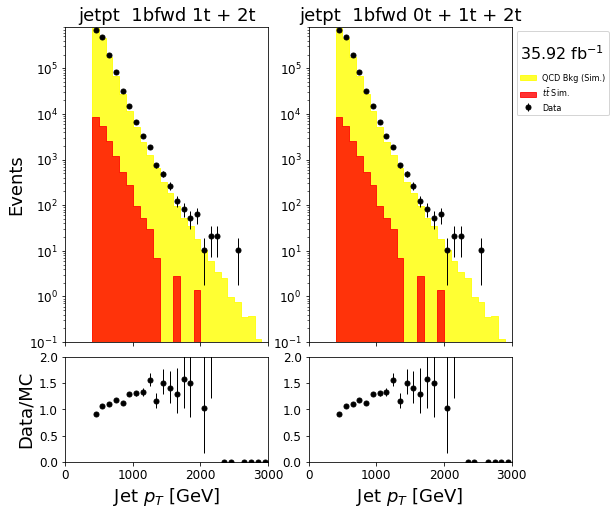 jetpt 1bfwd 1t + 2t
jetpt 1bfwd 0t + 1t + 2t
Events
10⁵
10⁴
10³
10²
10¹
10⁰
10⁻¹
10⁵
10⁴
10³
10²
10¹
10⁰
10⁻¹
35.92 fb⁻¹
QCD Bkg (Sim.)
tt̄ Sim.
Data
Data/MC
2.0
1.5
1.0
0.5
0.0
2.0
1.5
1.0
0.5
0.0
0 1000 2000 3000
0 1000 2000 3000
Jet p_T [GeV]
Jet p_T [GeV]